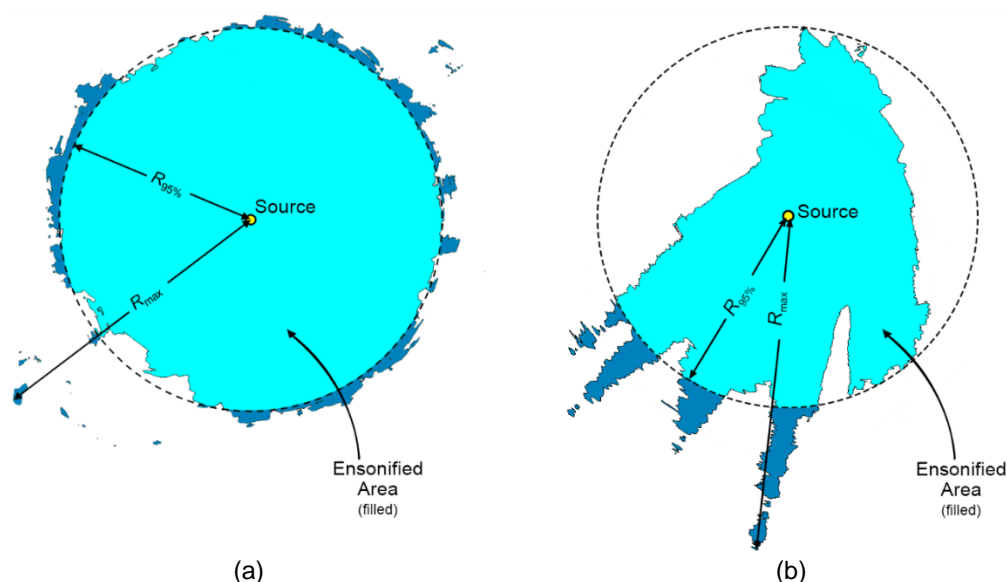 Source
R95%
Rmax
Ensonified
Area
(filled)
(a)
Source
R95%
Rmax
Ensonified
Area
(filled)
(b)